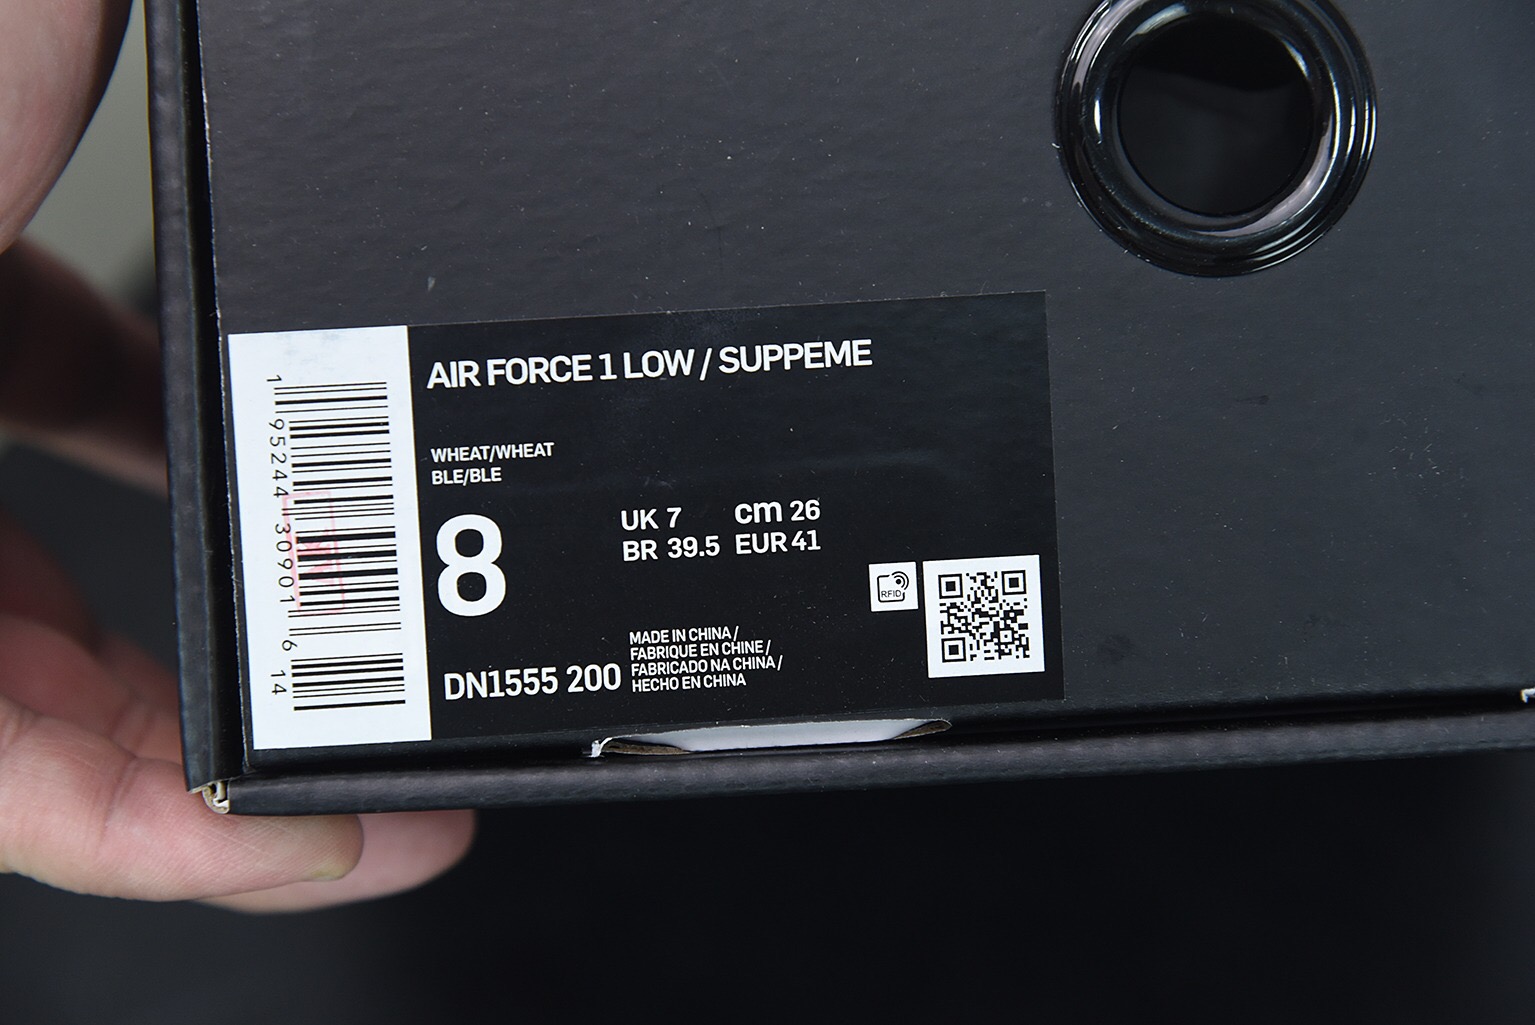 AIR FORCE 1 LOW / SUPPEME
WHEAT/WHEAT
BLE/BLE
8
UK 7 cm 26
BR 39.5 EUR 41
DN1555 200
MADE IN CHINA /
FABRIQUE EN CHINE /
FABRICADO NA CHINA /
HECHO EN CHINA
RFID
1 95244 30901 6 14